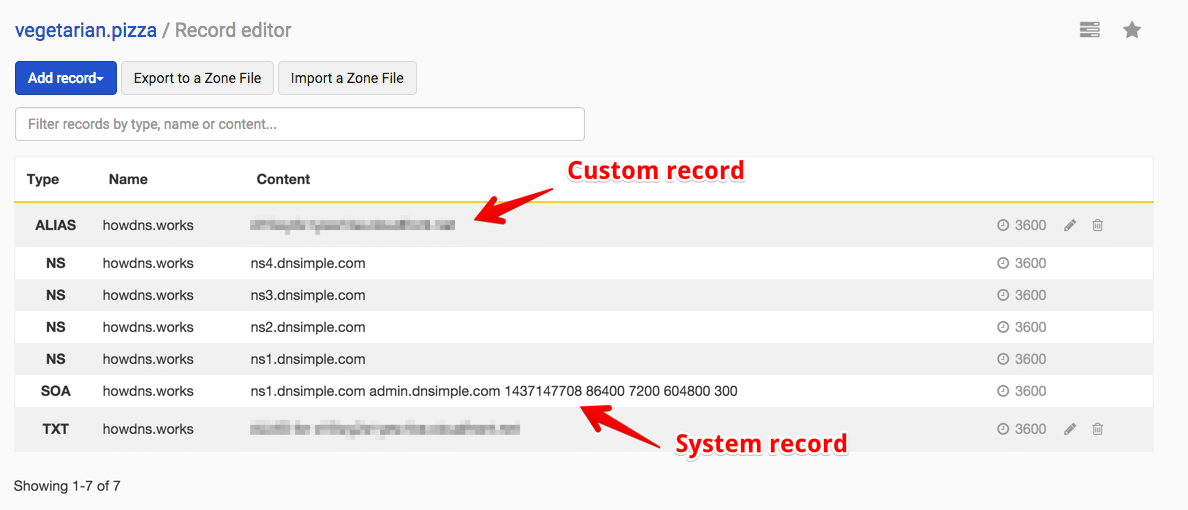 vegetarian.pizza / Record editor
Add record
Export to a Zone File
Import a Zone File
Filter records by type, name or content...
Custom record
Type Name Content
ALIAS howdns.works 3600
NS howdns.works ns4.dnsimple.com 3600
NS howdns.works ns3.dnsimple.com 3600
NS howdns.works ns2.dnsimple.com 3600
NS howdns.works ns1.dnsimple.com 3600
SOA howdns.works ns1.dnsimple.com admin.dnsimple.com 1437147708 86400 7200 604800 300 3600
TXT howdns.works 3600
System record
Showing 1-7 of 7